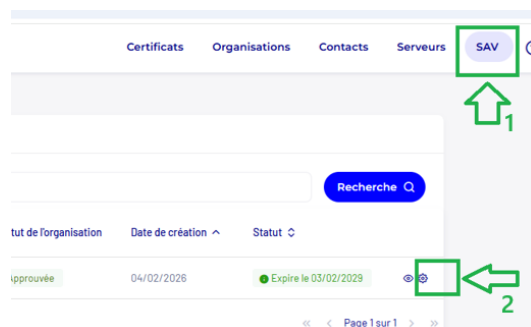 Certificats Organisations Contacts Serveurs SAV
1
Recherche
tut de l'organisation Date de création Statut
Approuvée 04/02/2026 Expire le 03/02/2029
2
« < Page 1 sur 1 > »